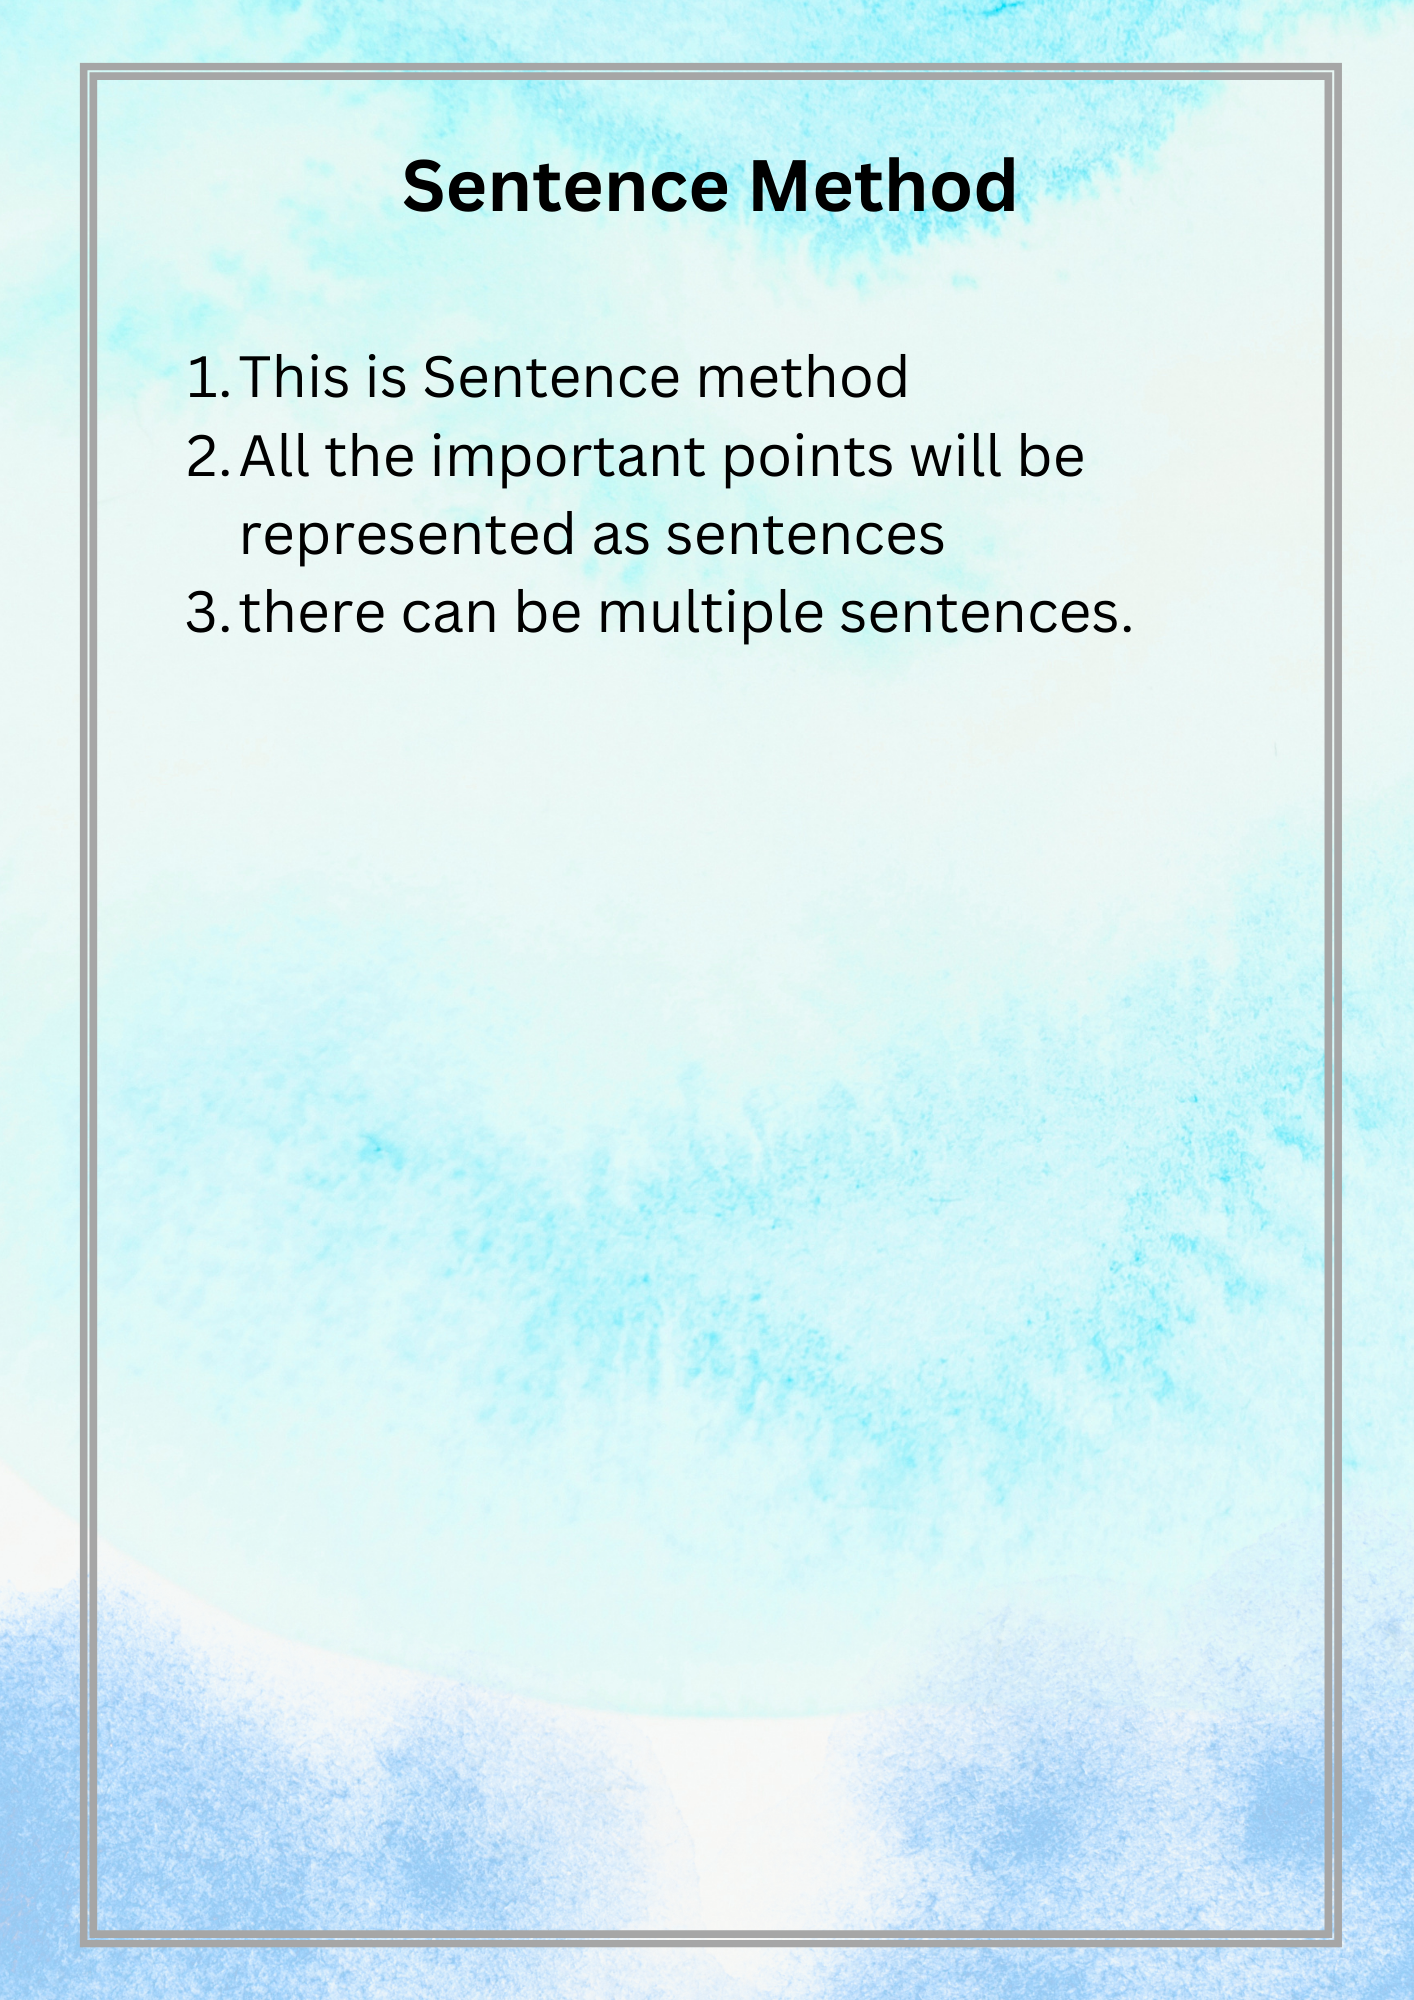 Sentence Method
1. This is Sentence method
2. All the important points will be
represented as sentences
3. there can be multiple sentences.